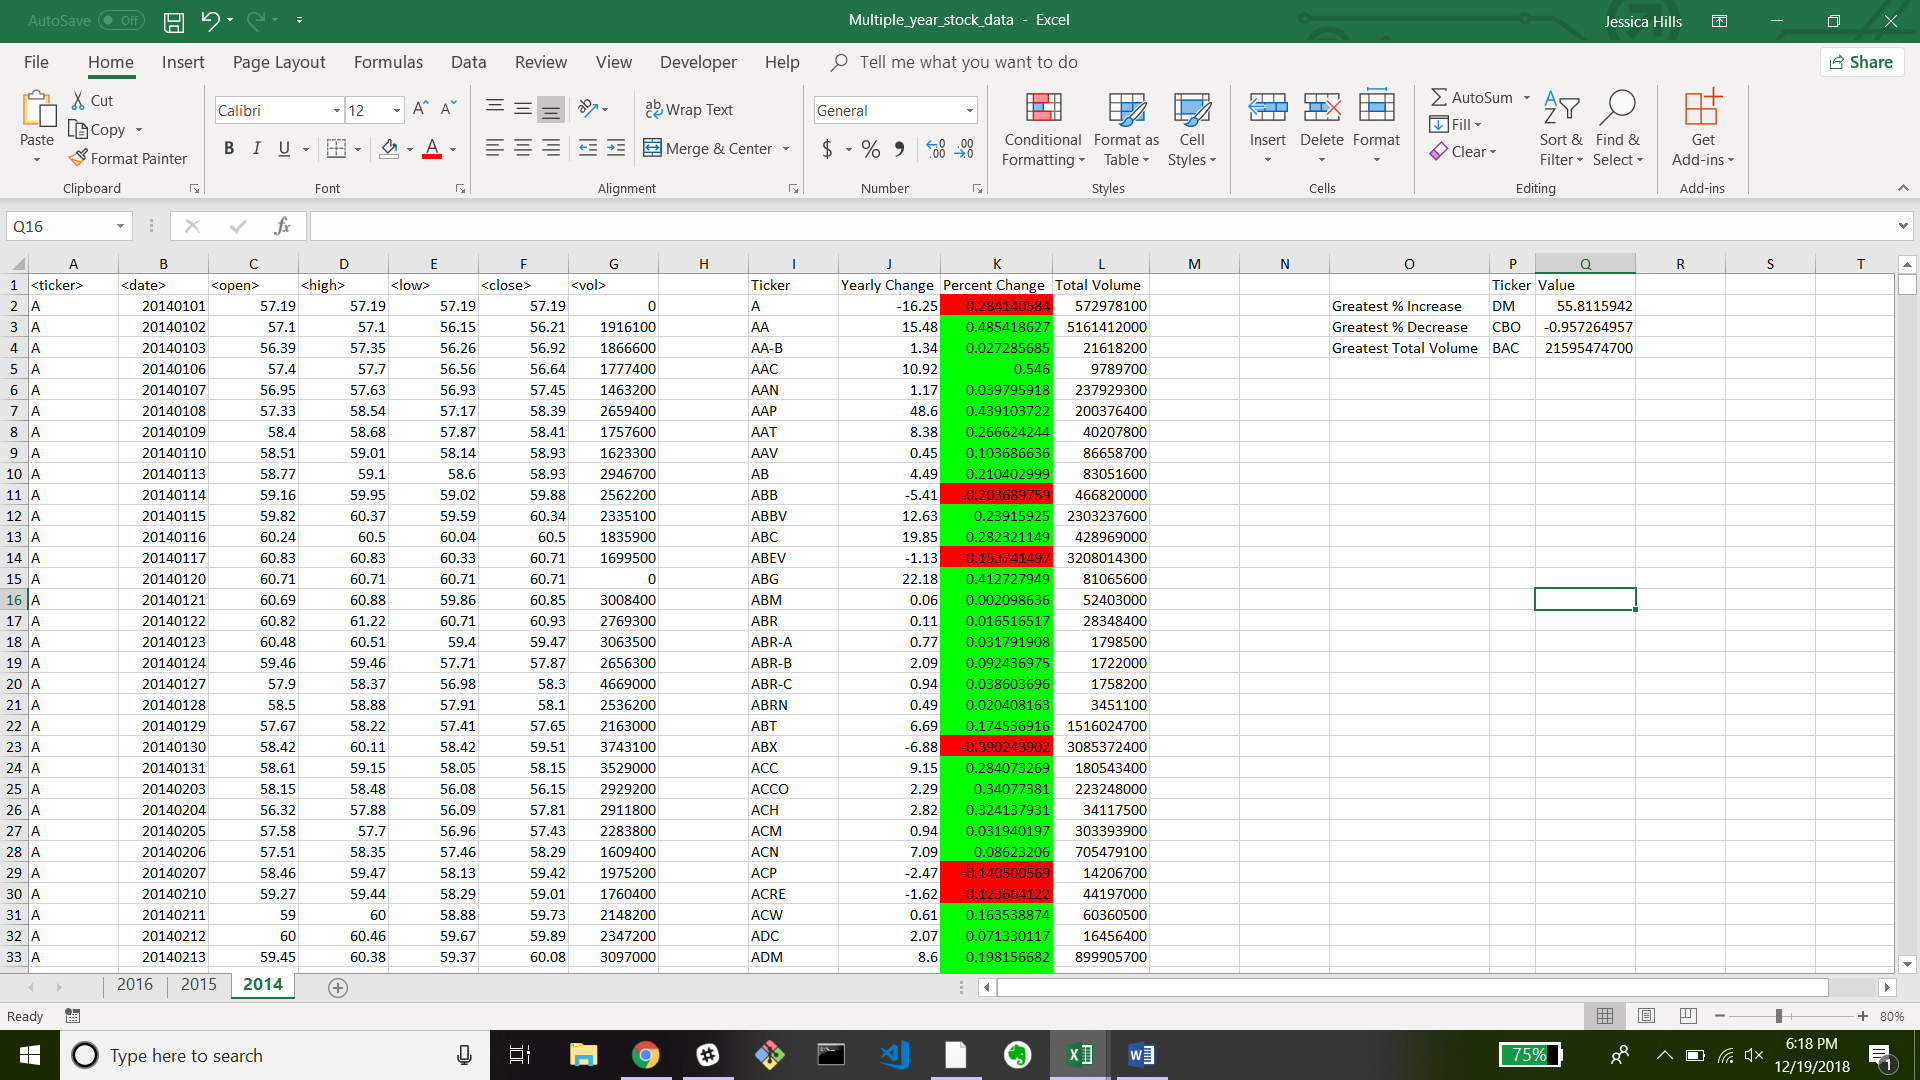 AutoSave Off Multiple_year_stock_data - Excel Jessica Hills
File Home Insert Page Layout Formulas Data Review View Developer Help Tell me what you want to do Share
Paste Cut Copy Format Painter Clipboard
Calibri 12 A A B I U A Font
ab Wrap Text Merge & Center Alignment
General $ % Number
Conditional Formatting Format as Table Cell Styles Styles
Insert Delete Format Cells
AutoSum Fill Clear Sort & Filter Find & Select Editing
Get Add-ins Add-ins
Q16 fx
A B C D E F G H I J K L M N O P Q R S T
1 <ticker> <date> <open> <high> <low> <close> <vol> Ticker Yearly Change Percent Change Total Volume Ticker Value
2 A 20140101 57.19 57.19 57.19 57.19 0 A -16.25 -0.284140584 572978100 Greatest % Increase DM 55.8115942
3 A 20140102 57.1 57.1 56.15 56.21 1916100 AA 15.48 0.485418627 5161412000 Greatest % Decrease CBO -0.957264957
4 A 20140103 56.39 57.35 56.26 56.92 1866600 AA-B 1.34 0.027285685 21618200 Greatest Total Volume BAC 21595474700
5 A 20140106 57.4 57.7 56.56 56.64 1777400 AAC 10.92 0.546 9789700
6 A 20140107 56.95 57.63 56.93 57.45 1463200 AAN 1.17 0.039795918 237929300
7 A 20140108 57.33 58.54 57.17 58.39 2659400 AAP 48.6 0.439103722 200376400
8 A 20140109 58.4 58.68 57.87 58.41 1757600 AAT 8.38 0.266624244 40207800
9 A 20140110 58.51 59.01 58.14 58.93 1623300 AAV 0.45 0.103686636 86658700
10 A 20140113 58.77 59.1 58.6 58.93 2946700 AB 4.49 0.210402999 83051600
11 A 20140114 59.16 59.95 59.02 59.88 2562200 ABB -5.41 -0.203689759 466820000
12 A 20140115 59.82 60.37 59.59 60.34 2335100 ABBV 12.63 0.23915925 2303237600
13 A 20140116 60.24 60.5 60.04 60.5 1835900 ABC 19.85 0.282321149 428969000
14 A 20140117 60.83 60.83 60.33 60.71 1699500 ABEV -1.13 -0.153741497 3208014300
15 A 20140120 60.71 60.71 60.71 60.71 0 ABG 22.18 0.412727949 81065600
16 A 20140121 60.69 60.88 59.86 60.85 3008400 ABM 0.06 0.002098636 52403000
17 A 20140122 60.82 61.22 60.71 60.93 2769300 ABR 0.11 0.016516517 28348400
18 A 20140123 60.48 60.51 59.4 59.47 3063500 ABR-A 0.77 0.031791908 1798500
19 A 20140124 59.46 59.46 57.71 57.87 2656300 ABR-B 2.09 0.092436975 1722000
20 A 20140127 57.9 58.37 56.98 58.3 4669000 ABR-C 0.94 0.038603696 1758200
21 A 20140128 58.5 58.88 57.91 58.1 2536200 ABRN 0.49 0.020408163 3451100
22 A 20140129 57.67 58.22 57.41 57.65 2163000 ABT 6.69 0.174536916 1516024700
23 A 20140130 58.42 60.11 58.42 59.51 3743100 ABX -6.88 -0.390243902 3085372400
24 A 20140131 58.61 59.15 58.05 58.15 3529000 ACC 9.15 0.284073269 180543400
25 A 20140203 58.15 58.48 56.08 56.15 2929200 ACCO 2.29 0.34077381 223248000
26 A 20140204 56.32 57.88 56.09 57.81 2911800 ACH 2.82 0.324137931 34117500
27 A 20140205 57.58 57.7 56.96 57.43 2283800 ACM 0.94 0.031940197 303393900
28 A 20140206 57.51 58.35 57.46 58.29 1609400 ACN 7.09 0.08623206 705479100
29 A 20140207 58.46 59.47 58.13 59.42 1975200 ACP -2.47 -0.140500569 14206700
30 A 20140210 59.27 59.44 58.29 59.01 1760400 ACRE -1.62 -0.123664122 44197000
31 A 20140211 59 60 58.88 59.73 2148200 ACW 0.61 0.163538874 60360500
32 A 20140212 60 60.46 59.67 59.89 2347200 ADC 2.07 0.071330117 16456400
33 A 20140213 59.45 60.38 59.37 60.08 3097000 ADM 8.6 0.198156682 899905700
2016 2015 2014
Ready 80%
Type here to search 75% 6:18 PM
12/19/2018 1